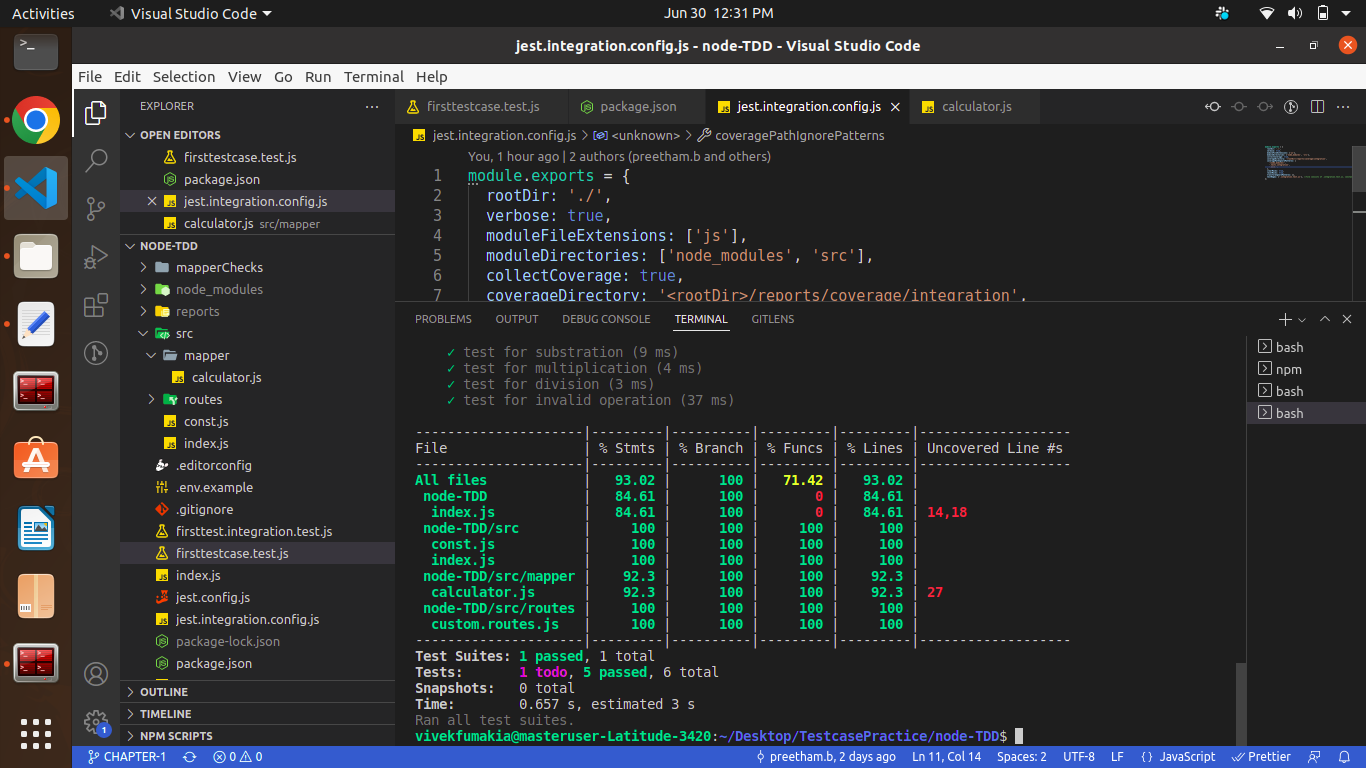 Activities
Visual Studio Code
Jun 30 12:31 PM
jest.integration.config.js - node-TDD - Visual Studio Code
File Edit Selection View Go Run Terminal Help
EXPLORER
OPEN EDITORS
firsttestcase.test.js
package.json
jest.integration.config.js
calculator.js src/mapper
NODE-TDD
mapperChecks
node_modules
reports
src
mapper
calculator.js
routes
const.js
index.js
.editorconfig
.env.example
.gitignore
firsttest.integration.test.js
firsttestcase.test.js
index.js
jest.config.js
jest.integration.config.js
package-lock.json
package.json
OUTLINE
TIMELINE
NPM SCRIPTS
firsttestcase.test.js package.json jest.integration.config.js calculator.js
jest.integration.config.js > <unknown> > coveragePathIgnorePatterns
You, 1 hour ago | 2 authors (preetham.b and others)
1 module.exports = {
2 rootDir: './',
3 verbose: true,
4 moduleFileExtensions: ['js'],
5 moduleDirectories: ['node_modules', 'src'],
6 collectCoverage: true,
7 coverageDirectory: '<rootDir>/reports/coverage/integration',
PROBLEMS OUTPUT DEBUG CONSOLE TERMINAL GITLENS
✓ test for substration (9 ms)
✓ test for multiplication (4 ms)
✓ test for division (3 ms)
✓ test for invalid operation (37 ms)
---------------------|---------|----------|---------|---------|-------------------
File | % Stmts | % Branch | % Funcs | % Lines | Uncovered Line #s
---------------------|---------|----------|---------|---------|-------------------
All files | 93.02 | 100 | 71.42 | 93.02 |
node-TDD | 84.61 | 100 | 0 | 84.61 |
index.js | 84.61 | 100 | 0 | 84.61 | 14,18
node-TDD/src | 100 | 100 | 100 | 100 |
const.js | 100 | 100 | 100 | 100 |
index.js | 100 | 100 | 100 | 100 |
node-TDD/src/mapper | 92.3 | 100 | 100 | 92.3 |
calculator.js | 92.3 | 100 | 100 | 92.3 | 27
node-TDD/src/routes | 100 | 100 | 100 | 100 |
custom.routes.js | 100 | 100 | 100 | 100 |
---------------------|---------|----------|---------|---------|-------------------
Test Suites: 1 passed, 1 total
Tests: 1 todo, 5 passed, 6 total
Snapshots: 0 total
Time: 0.657 s, estimated 3 s
Ran all test suites.
vivekfumakia@masteruser-Latitude-3420:~/Desktop/TestcasePractice/node-TDD$
bash
npm
bash
bash
1
CHAPTER-1 0 0 preetham.b, 2 days ago Ln 11, Col 14 Spaces: 2 UTF-8 LF {} JavaScript Prettier